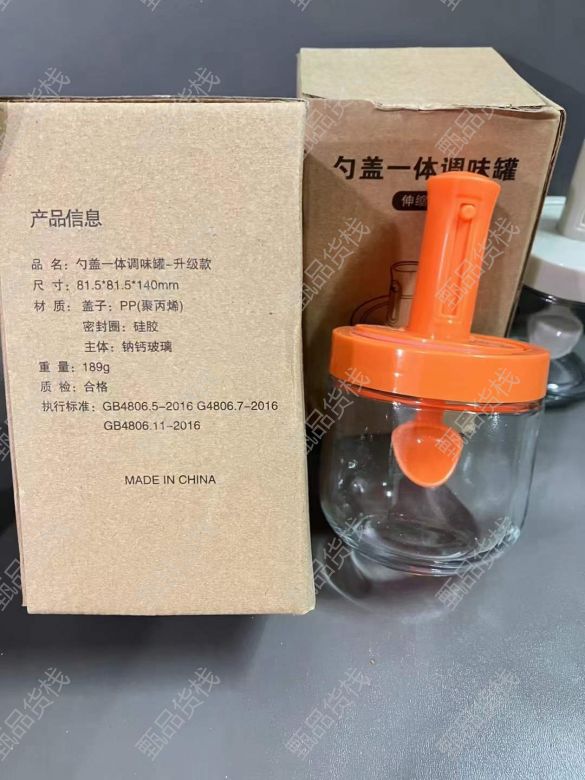 产品信息
品 名：勺盖一体调味罐-升级款
尺 寸：81.5*81.5*140mm
材 质：盖子：PP(聚丙烯)
密封圈：硅胶
主体：钠钙玻璃
重 量：189g
质 检：合格
执行标准：GB4806.5-2016 G4806.7-2016
GB4806.11-2016
MADE IN CHINA
勺盖一体调味罐
伸缩
甄品货栈